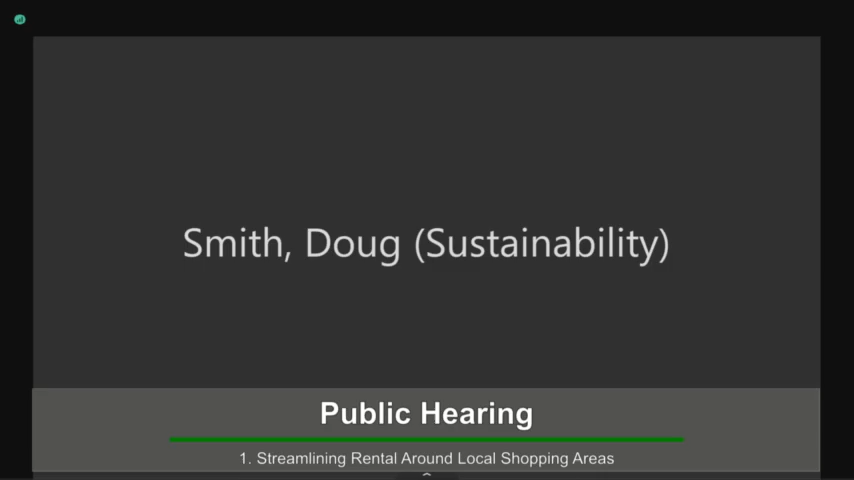 Smith, Doug (Sustainability)
Public Hearing
1. Streamlining Rental Around Local Shopping Areas